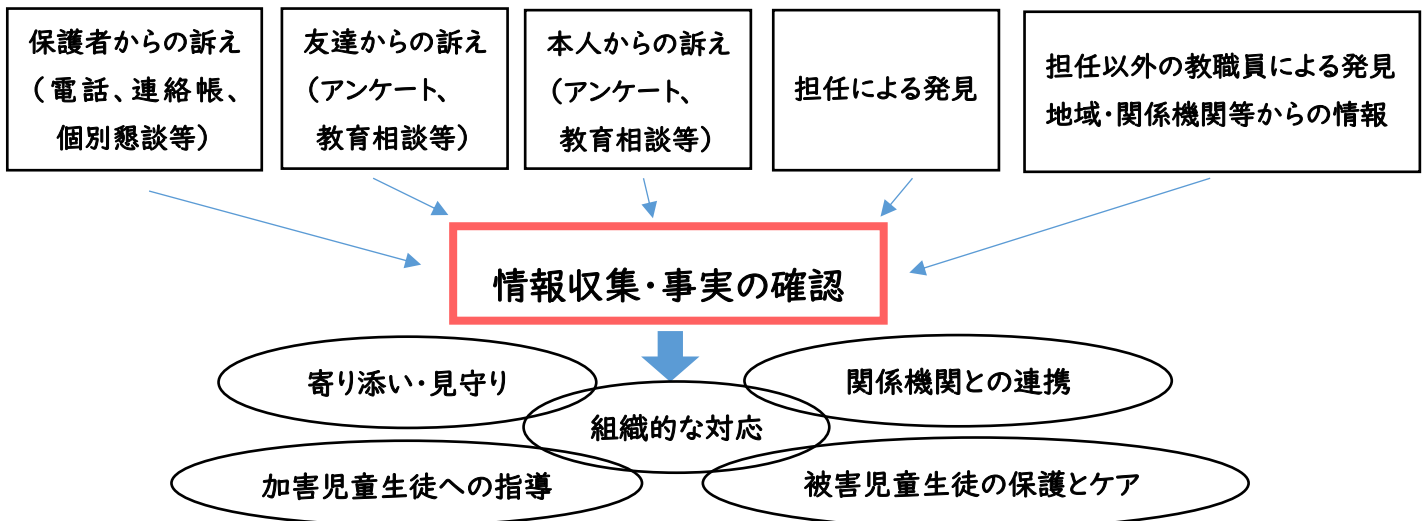 保護者からの訴え
(電話、連絡帳、
個別懇談等)
友達からの訴え
(アンケート、
教育相談等)
本人からの訴え
(アンケート、
教育相談等)
担任による発見
担任以外の教職員による発見
地域・関係機関等からの情報
情報収集・事実の確認
寄り添い・見守り
関係機関との連携
組織的な対応
加害児童生徒への指導
被害児童生徒の保護とケア